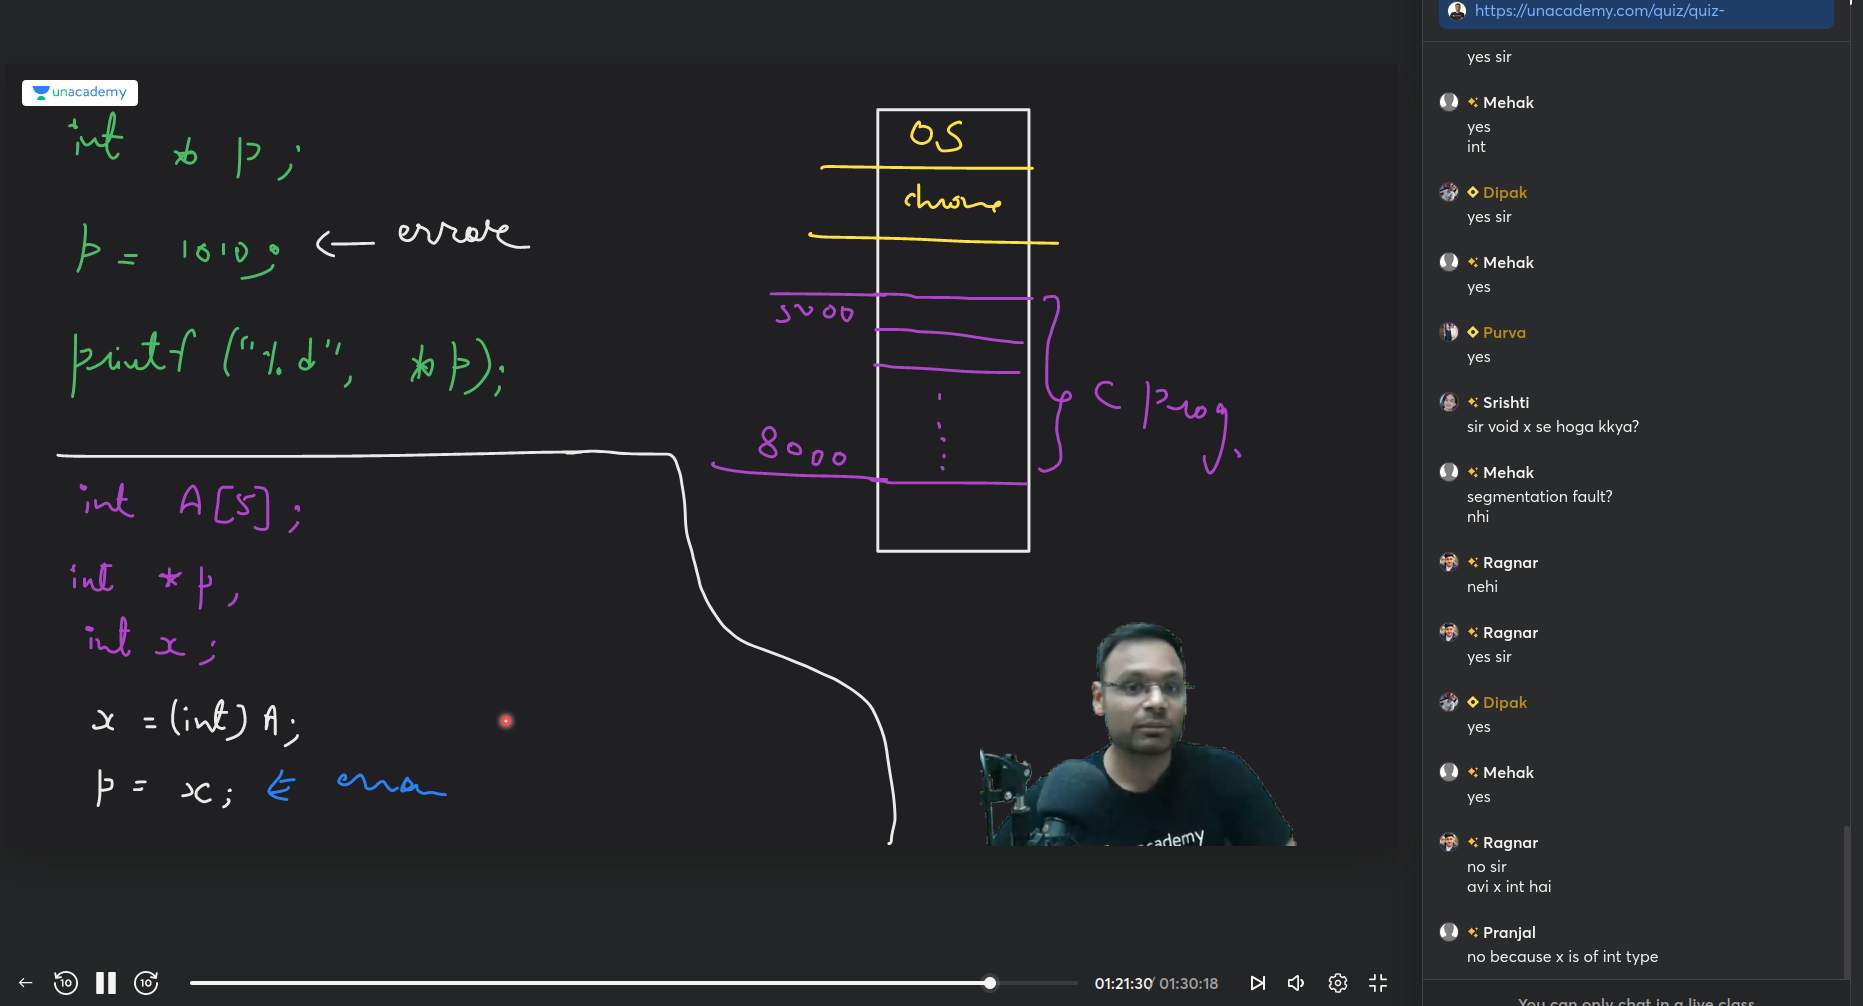 unacademy
int * p;
p = 1010; ← error
printf ("%d", *p);
int A[5];
int *p,
int x;
x = (int) A;
p = x; ⇐ error
OS
chrome
5000
8000
C prog.
academy
01:21:30/ 01:30:18
10
10
https://unacademy.com/quiz/quiz-
yes sir
Mehak
yes
int
Dipak
yes sir
Mehak
yes
Purva
yes
Srishti
sir void x se hoga kkya?
Mehak
segmentation fault?
nhi
Ragnar
nehi
Ragnar
yes sir
Dipak
yes
Mehak
yes
Ragnar
no sir
avi x int hai
Pranjal
no because x is of int type
You can only chat in a live class